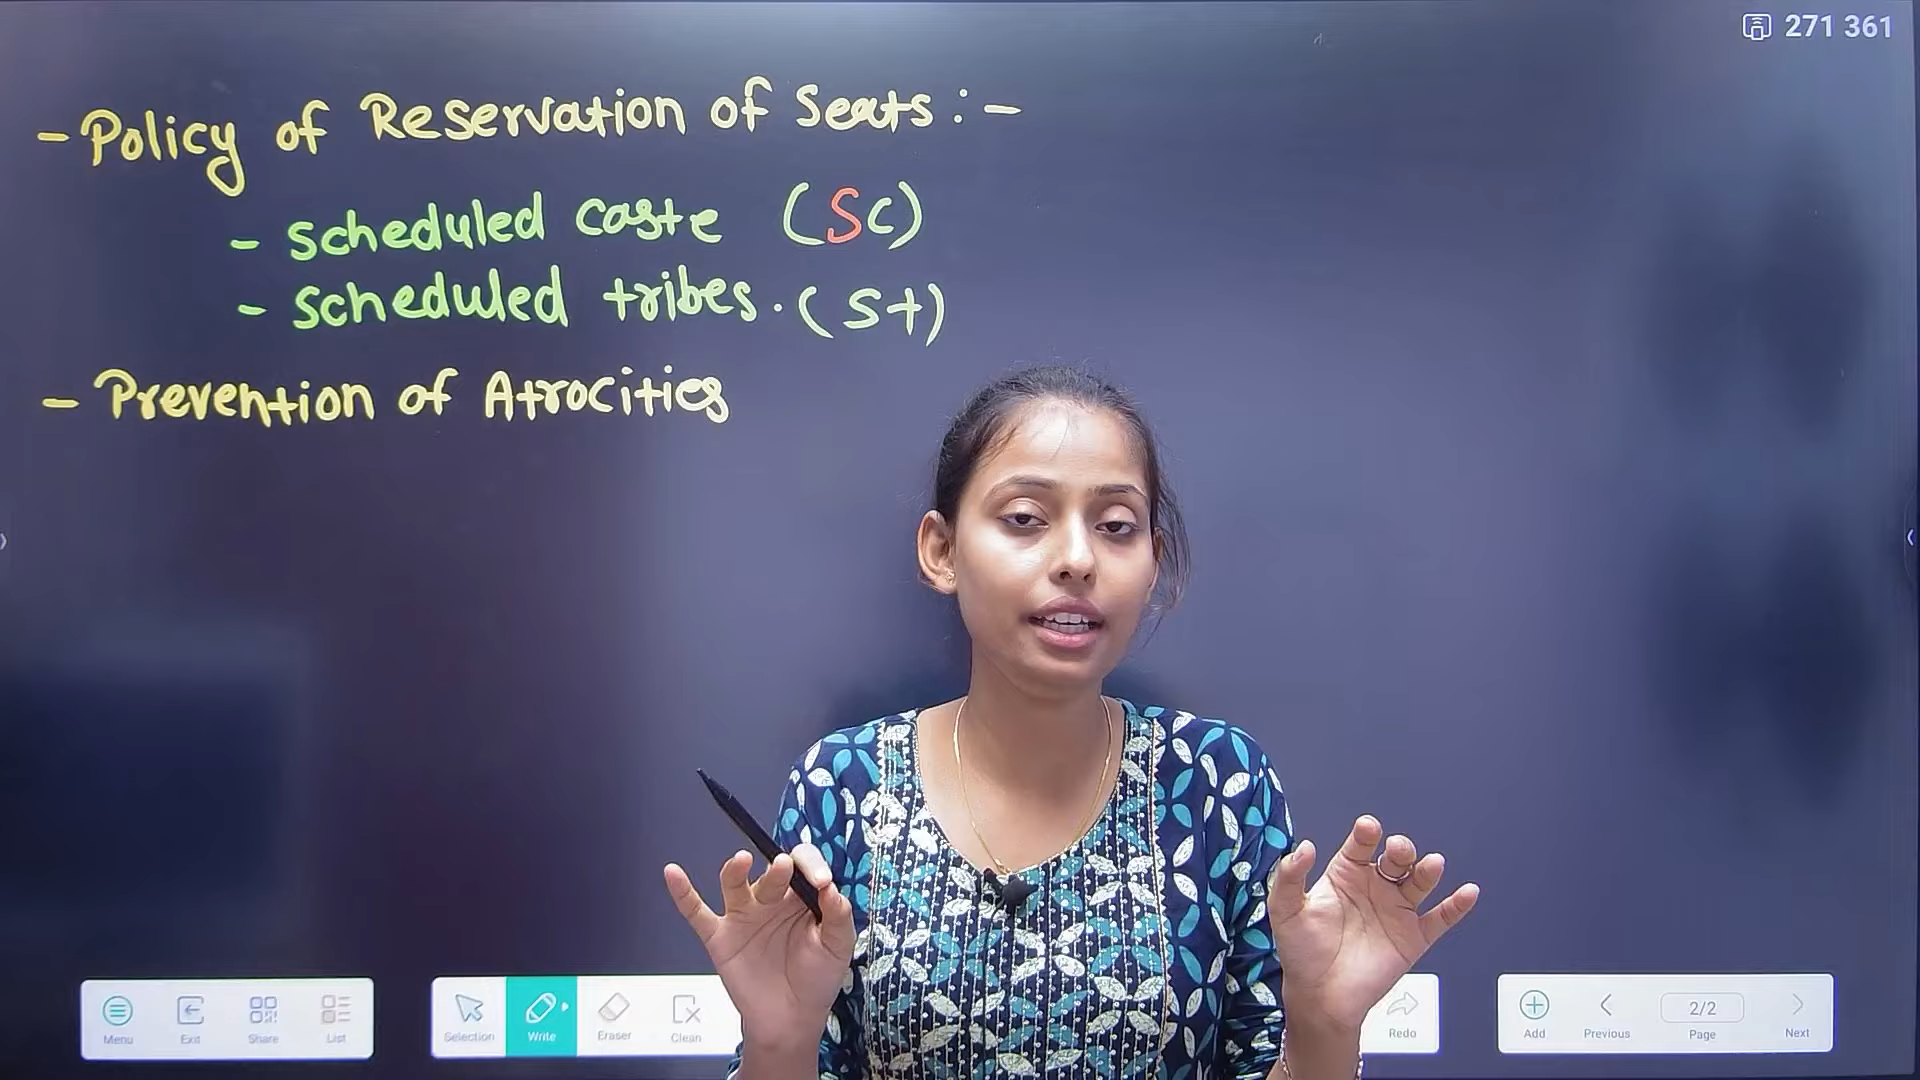 271 361
- Policy of Reservation of Seats :-
- Scheduled caste (SC)
- Scheduled tribes. (St)
- Prevention of Atrocities
Menu Exit Share List Selection Write Eraser Clean Redo Add Previous 2/2 Page Next